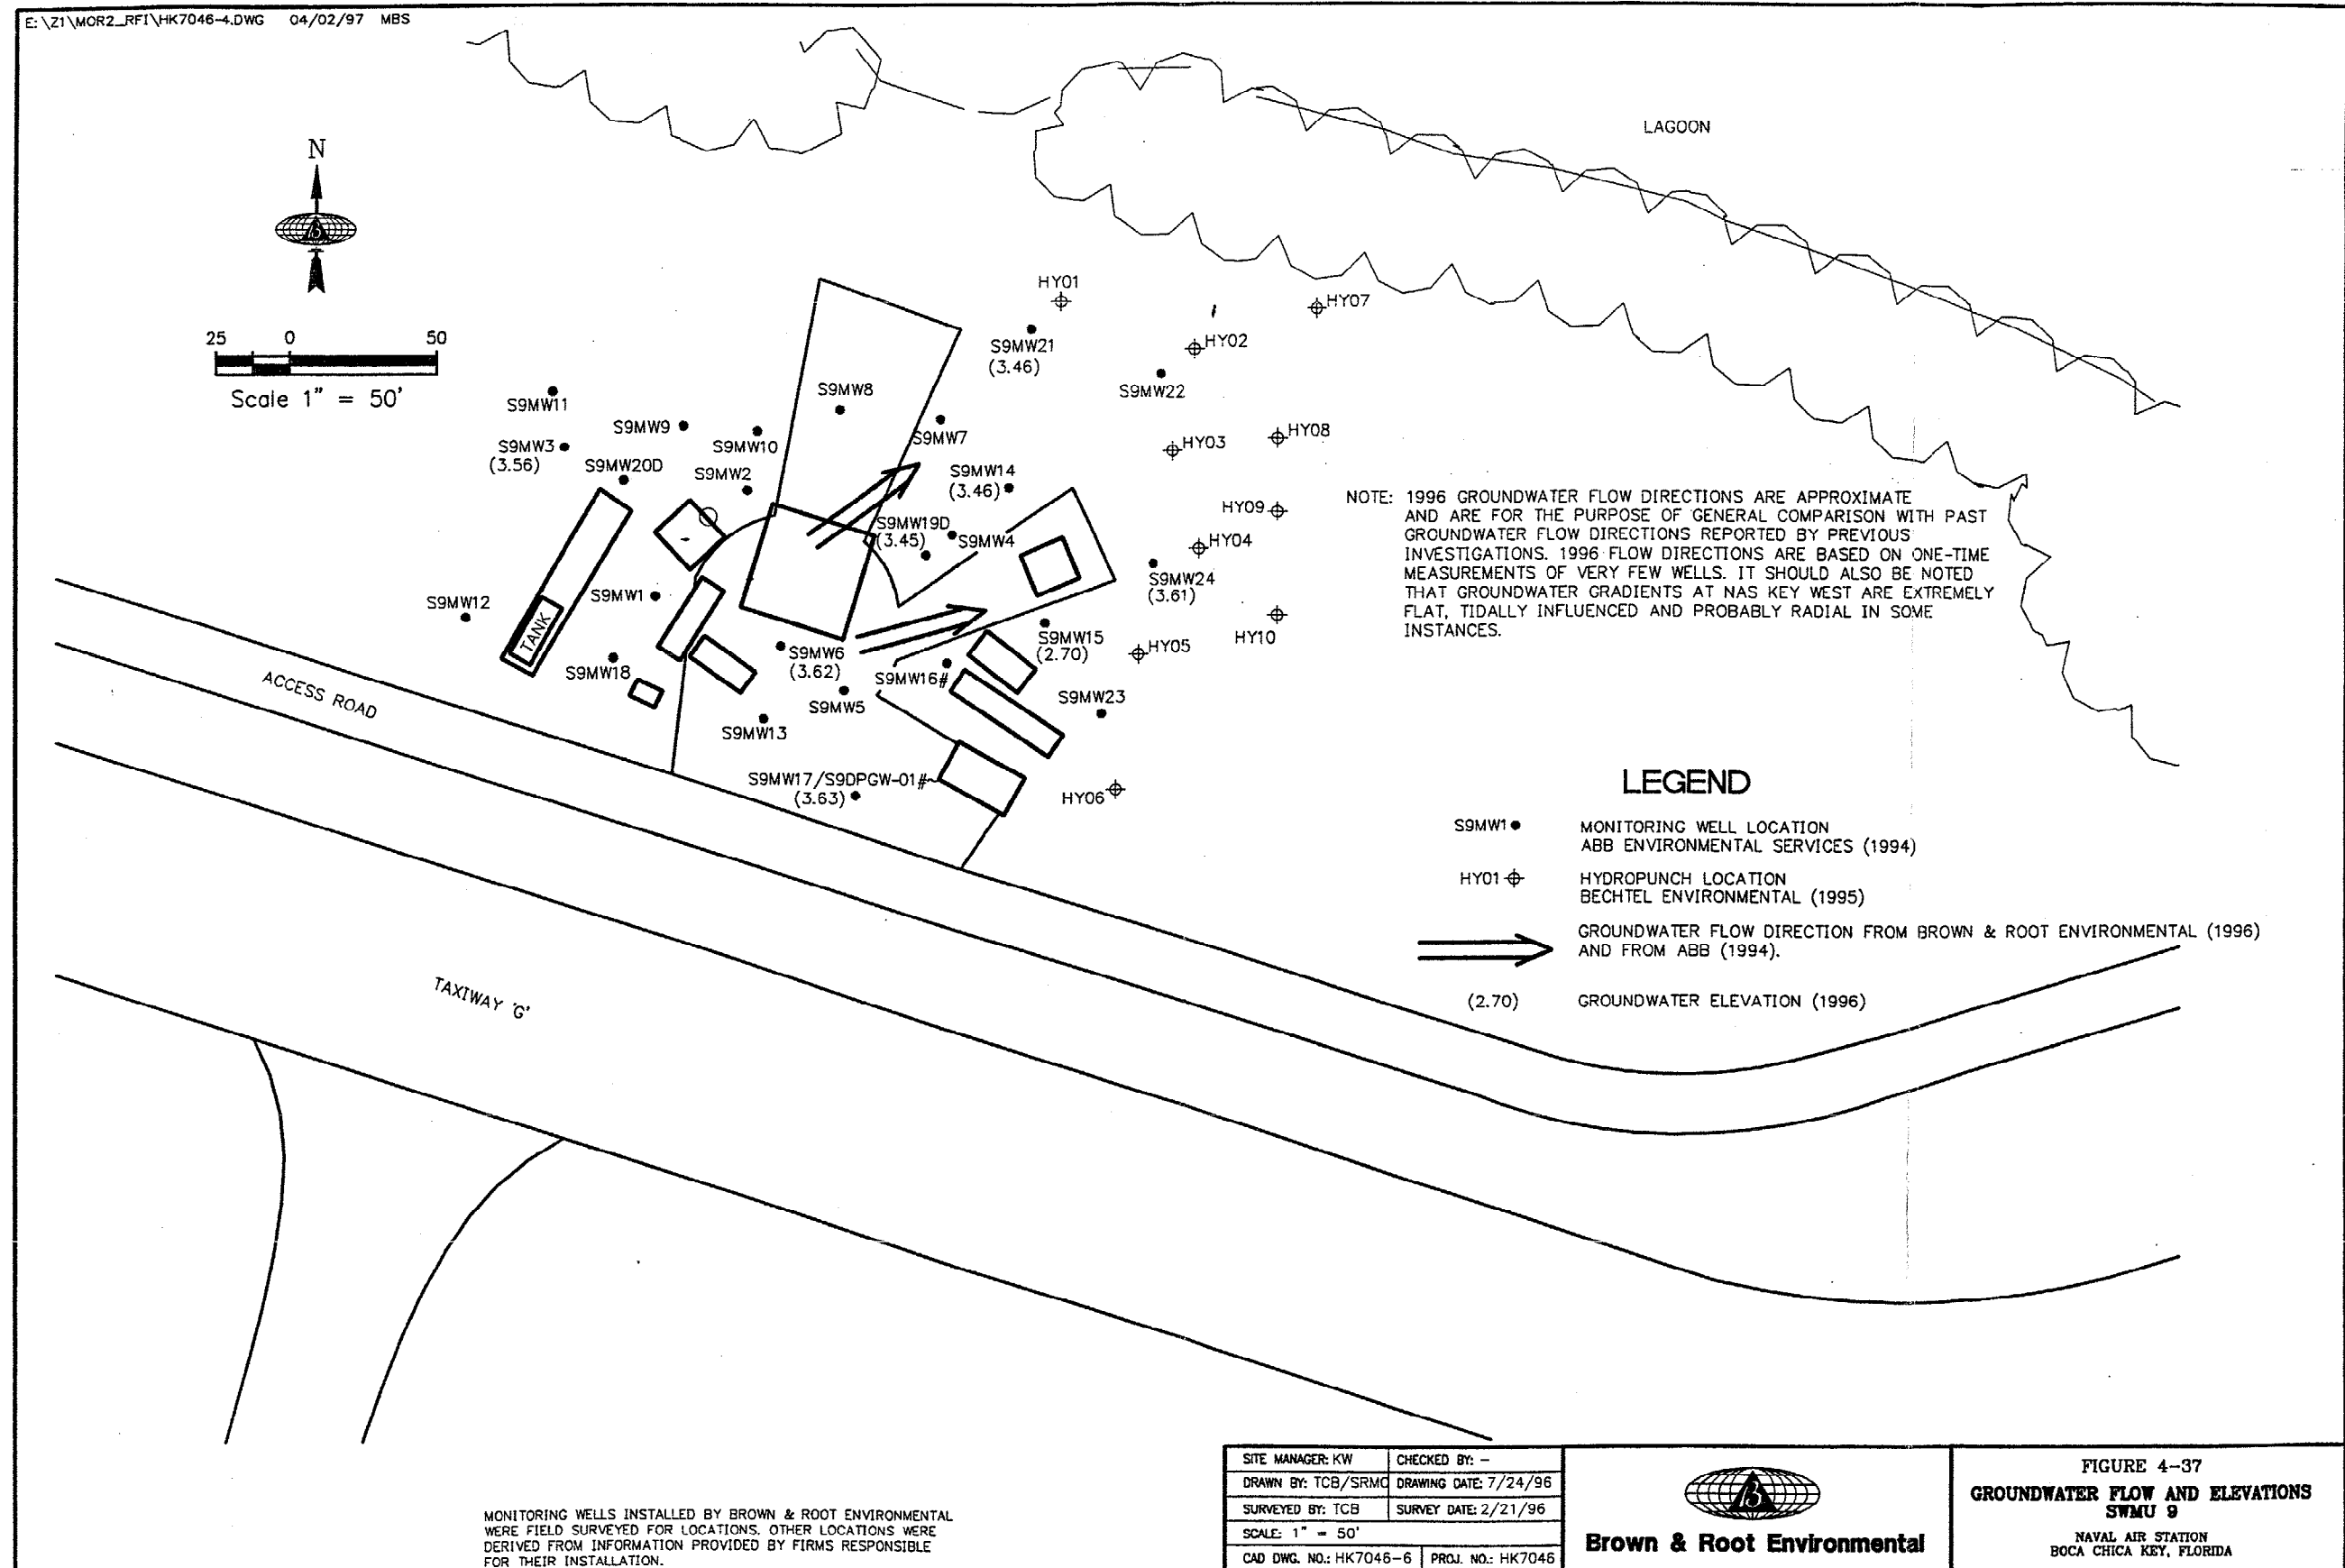 E:\Z1\MOR2_RFI\HK7046-4.DWG 04/02/97 MBS
LAGOON
N
25 0 50
Scale 1" = 50'
HY01
HY07
S9MW21
(3.46)
HY02
S9MW22
S9MW8
S9MW11
S9MW9
S9MW10
S9MW7
HY03
HY08
S9MW3
(3.56)
S9MW20D
S9MW2
S9MW14
(3.46)
HY09
S9MW19D
(3.45)
S9MW4
HY04
S9MW24
(3.61)
S9MW12
S9MW1
TANK
HY10
S9MW15
(2.70)
HY05
S9MW18
S9MW6
(3.62)
S9MW16#
S9MW5
S9MW23
S9MW13
S9MW17/S9DPGW-01#
(3.63)
HY06
ACCESS ROAD
TAXIWAY 'G'
NOTE: 1996 GROUNDWATER FLOW DIRECTIONS ARE APPROXIMATE
AND ARE FOR THE PURPOSE OF GENERAL COMPARISON WITH PAST
GROUNDWATER FLOW DIRECTIONS REPORTED BY PREVIOUS
INVESTIGATIONS. 1996 FLOW DIRECTIONS ARE BASED ON ONE-TIME
MEASUREMENTS OF VERY FEW WELLS. IT SHOULD ALSO BE NOTED
THAT GROUNDWATER GRADIENTS AT NAS KEY WEST ARE EXTREMELY
FLAT, TIDALLY INFLUENCED AND PROBABLY RADIAL IN SOME
INSTANCES.
LEGEND
S9MW1 MONITORING WELL LOCATION
ABB ENVIRONMENTAL SERVICES (1994)
HY01 HYDROPUNCH LOCATION
BECHTEL ENVIRONMENTAL (1995)
GROUNDWATER FLOW DIRECTION FROM BROWN & ROOT ENVIRONMENTAL (1996)
AND FROM ABB (1994).
(2.70) GROUNDWATER ELEVATION (1996)
MONITORING WELLS INSTALLED BY BROWN & ROOT ENVIRONMENTAL
WERE FIELD SURVEYED FOR LOCATIONS. OTHER LOCATIONS WERE
DERIVED FROM INFORMATION PROVIDED BY FIRMS RESPONSIBLE
FOR THEIR INSTALLATION.
SITE MANAGER: KW CHECKED BY: -
DRAWN BY: TCB/SRMC DRAWING DATE: 7/24/96
SURVEYED BY: TCB SURVEY DATE: 2/21/96
SCALE: 1" = 50'
CAD DWG. NO.: HK7046-6 PROJ. NO.: HK7046
Brown & Root Environmental
FIGURE 4-37
GROUNDWATER FLOW AND ELEVATIONS
SWMU 9
NAVAL AIR STATION
BOCA CHICA KEY, FLORIDA